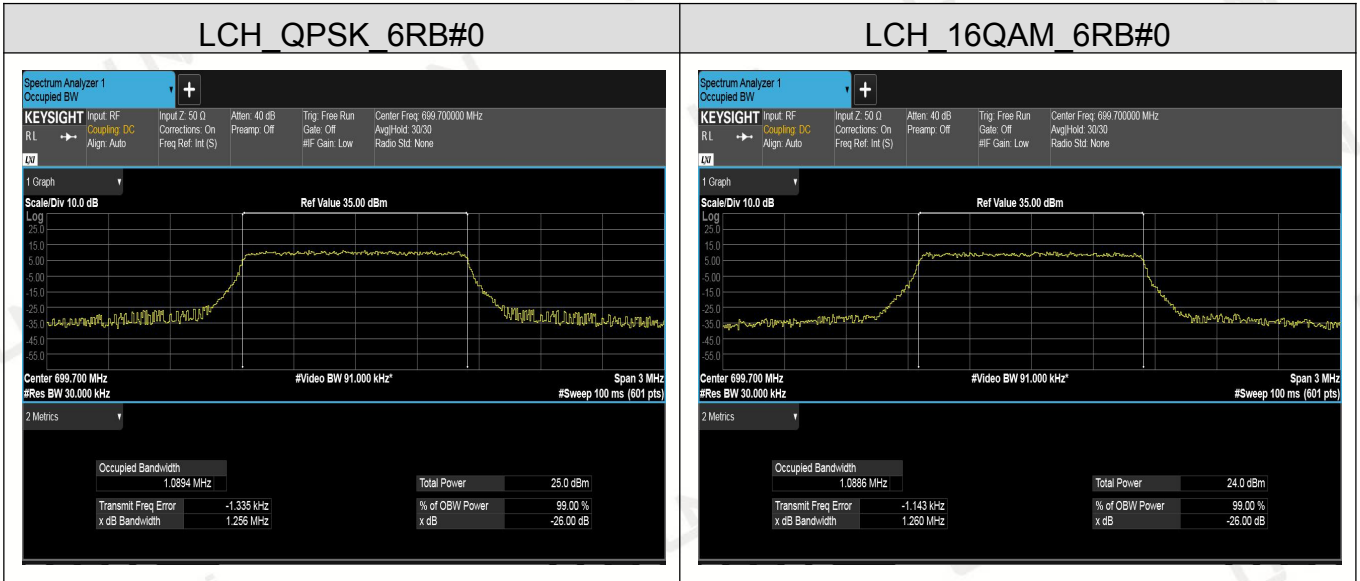 LCH_QPSK_6RB#0
LCH_16QAM_6RB#0
Spectrum Analyzer 1
Occupied BW
+
KEYSIGHT Input: RF Input Z: 50 Ω Atten: 40 dB Trig: Free Run Center Freq: 699.700000 MHz
R L Coupling: DC Corrections: On Preamp: Off Gate: Off Avg|Hold: 30/30
Align: Auto Freq Ref: Int (S) #IF Gain: Low Radio Std: None
LXI
1 Graph
Scale/Div 10.0 dB Ref Value 35.00 dBm
Log
25.0
15.0
5.00
-5.00
-15.0
-25.0
-35.0
-45.0
-55.0
Center 699.700 MHz #Video BW 91.000 kHz* Span 3 MHz
#Res BW 30.000 kHz #Sweep 100 ms (601 pts)
2 Metrics
Occupied Bandwidth
1.0894 MHz Total Power 25.0 dBm
Transmit Freq Error -1.335 kHz % of OBW Power 99.00 %
x dB Bandwidth 1.256 MHz x dB -26.00 dB
Spectrum Analyzer 1
Occupied BW
+
KEYSIGHT Input: RF Input Z: 50 Ω Atten: 40 dB Trig: Free Run Center Freq: 699.700000 MHz
R L Coupling: DC Corrections: On Preamp: Off Gate: Off Avg|Hold: 30/30
Align: Auto Freq Ref: Int (S) #IF Gain: Low Radio Std: None
LXI
1 Graph
Scale/Div 10.0 dB Ref Value 35.00 dBm
Log
25.0
15.0
5.00
-5.00
-15.0
-25.0
-35.0
-45.0
-55.0
Center 699.700 MHz #Video BW 91.000 kHz* Span 3 MHz
#Res BW 30.000 kHz #Sweep 100 ms (601 pts)
2 Metrics
Occupied Bandwidth
1.0886 MHz Total Power 24.0 dBm
Transmit Freq Error -1.143 kHz % of OBW Power 99.00 %
x dB Bandwidth 1.260 MHz x dB -26.00 dB